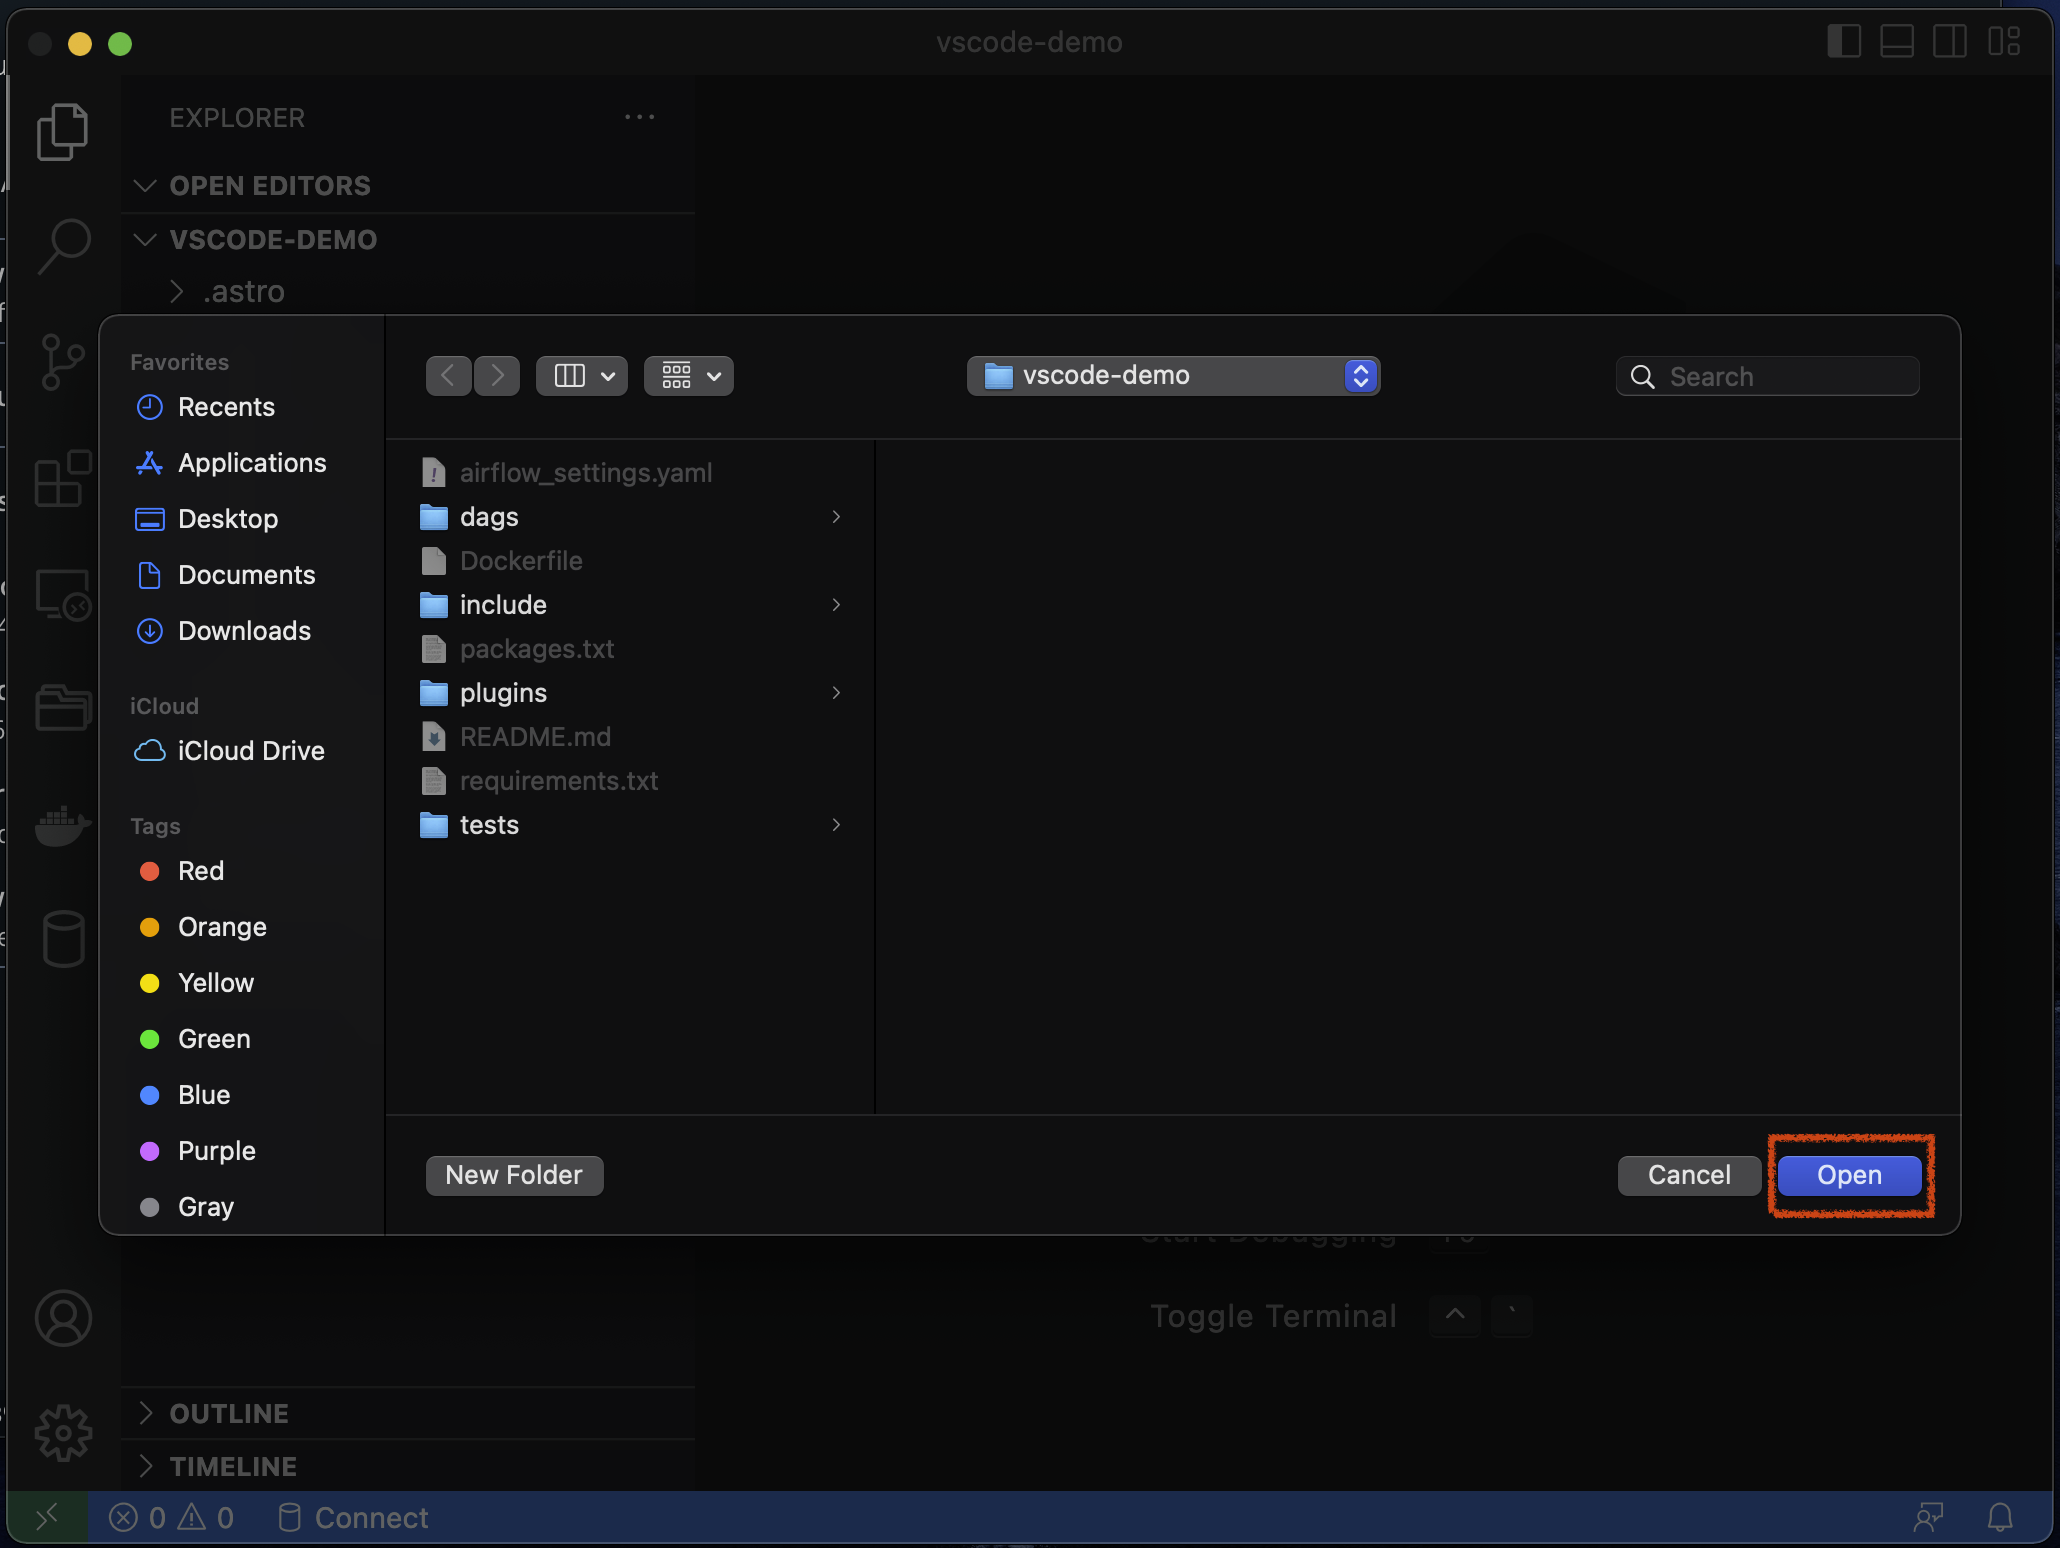 vscode-demo
EXPLORER
OPEN EDITORS
VSCODE-DEMO
.astro
Favorites
Recents
Applications
Desktop
Documents
Downloads
iCloud
iCloud Drive
Tags
Red
Orange
Yellow
Green
Blue
Purple
Gray
vscode-demo
Search
airflow_settings.yaml
dags
Dockerfile
include
packages.txt
plugins
README.md
requirements.txt
tests
New Folder
Cancel
Open
Start Debugging
Toggle Terminal ^ `
OUTLINE
TIMELINE
0 0 Connect